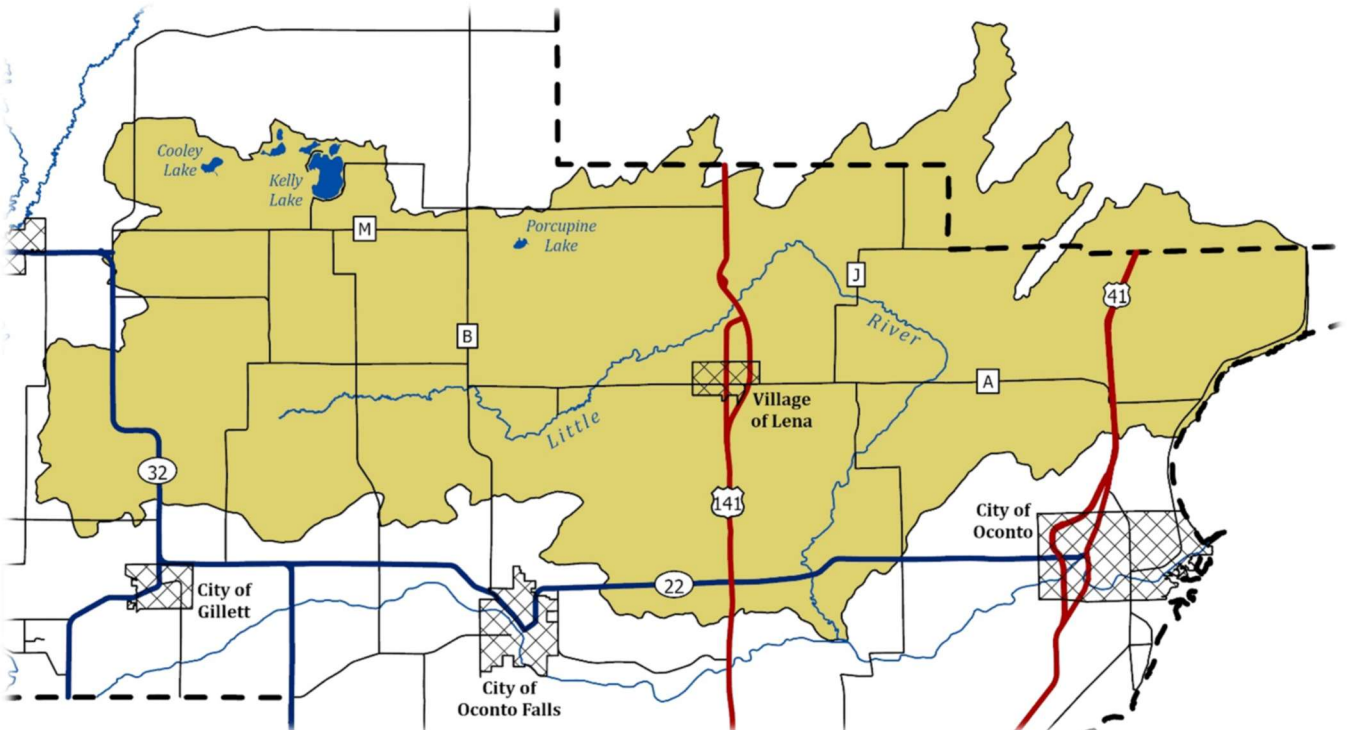 Cooley
Lake
Kelly
Lake
M
Porcupine
Lake
J
41
River
B
A
Village
of Lena
Little
32
141
City of
Oconto
22
City of
Gillett
City of
Oconto Falls